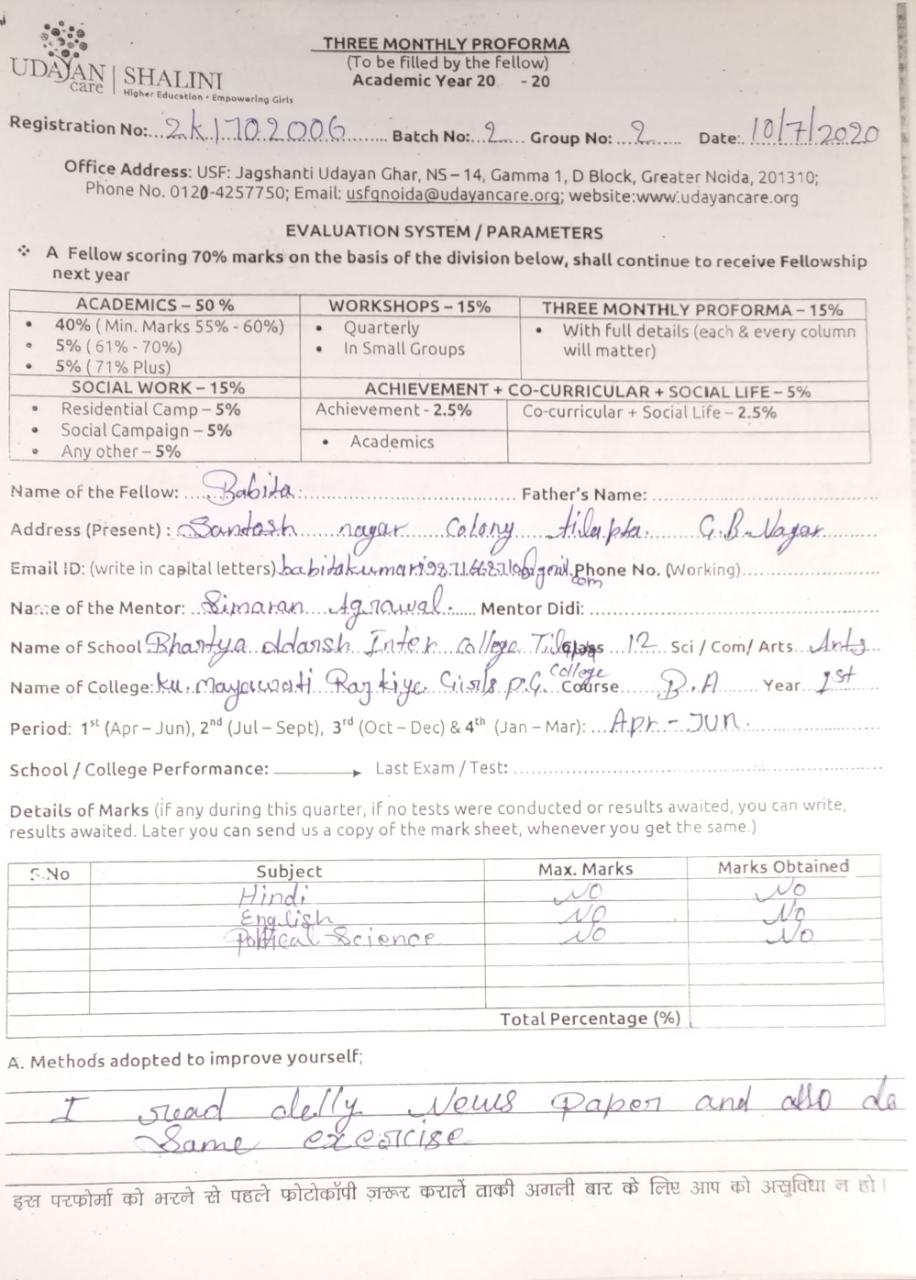 UDAYAN care | SHALINI
Higher Education • Empowering Girls
THREE MONTHLY PROFORMA
(To be filled by the fellow)
Academic Year 20 - 20
Registration No:...2k1702006....... Batch No:..2..... Group No: ..2....... Date:. 10/7/2020
Office Address: USF: Jagshanti Udayan Ghar, NS – 14, Gamma 1, D Block, Greater Noida, 201310;
Phone No. 0120-4257750; Email: usfgnoida@udayancare.org; website:www.udayancare.org
EVALUATION SYSTEM / PARAMETERS
❖ A Fellow scoring 70% marks on the basis of the division below, shall continue to receive Fellowship
next year
ACADEMICS – 50 % WORKSHOPS – 15% THREE MONTHLY PROFORMA – 15%
• 40% ( Min. Marks 55% - 60%) • Quarterly • With full details (each & every column
• 5% ( 61% - 70%) • In Small Groups will matter)
• 5% ( 71% Plus)
SOCIAL WORK – 15% ACHIEVEMENT + CO-CURRICULAR + SOCIAL LIFE – 5%
• Residential Camp – 5% Achievement - 2.5% Co-curricular + Social Life – 2.5%
• Social Campaign – 5% • Academics
• Any other – 5%
Name of the Fellow: ....Babita............ Father's Name: ............
Address (Present) : Santosh nagar Colony tilapta. G.B. Nagar
Email ID: (write in capital letters) Phone No. (Working)............
Name of the Mentor: Simaran Agrawal..... Mentor Didi: ............
Name of School Bhartya Adarsh Inter College Class 12 Sci / Com/ Arts Arts
Name of College: Ku. Mayawati Rajkiye Girls P.G. College Course B.A Year 1st
Period: 1st (Apr – Jun), 2nd (Jul – Sept), 3rd (Oct – Dec) & 4th (Jan – Mar): ...Apr - Jun.
School / College Performance: ⟶ Last Exam / Test: ............
Details of Marks (if any during this quarter, if no tests were conducted or results awaited, you can write,
results awaited. Later you can send us a copy of the mark sheet, whenever you get the same.)
S.No Subject Max. Marks Marks Obtained
Hindi No No
English No No
Political Science No No
Total Percentage (%)
A. Methods adopted to improve yourself;
I read delly News Paper and also do
Same exercise
इस परफोर्मा को भरने से पहले फोटोकॉपी ज़रूर करालें ताकी अगली बार के लिए आप को असुविधा न हो।